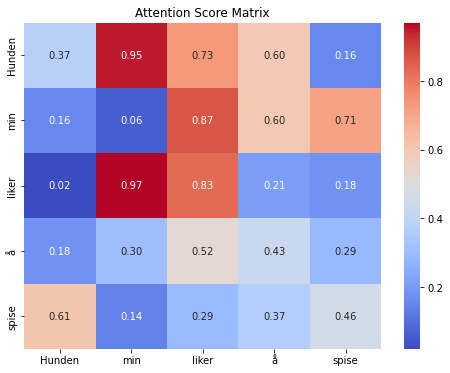 Attention Score Matrix
Hunden 0.37 0.95 0.73 0.60 0.16
min 0.16 0.06 0.87 0.60 0.71
liker 0.02 0.97 0.83 0.21 0.18
å 0.18 0.30 0.52 0.43 0.29
spise 0.61 0.14 0.29 0.37 0.46
Hunden min liker å spise
0.8
0.6
0.4
0.2